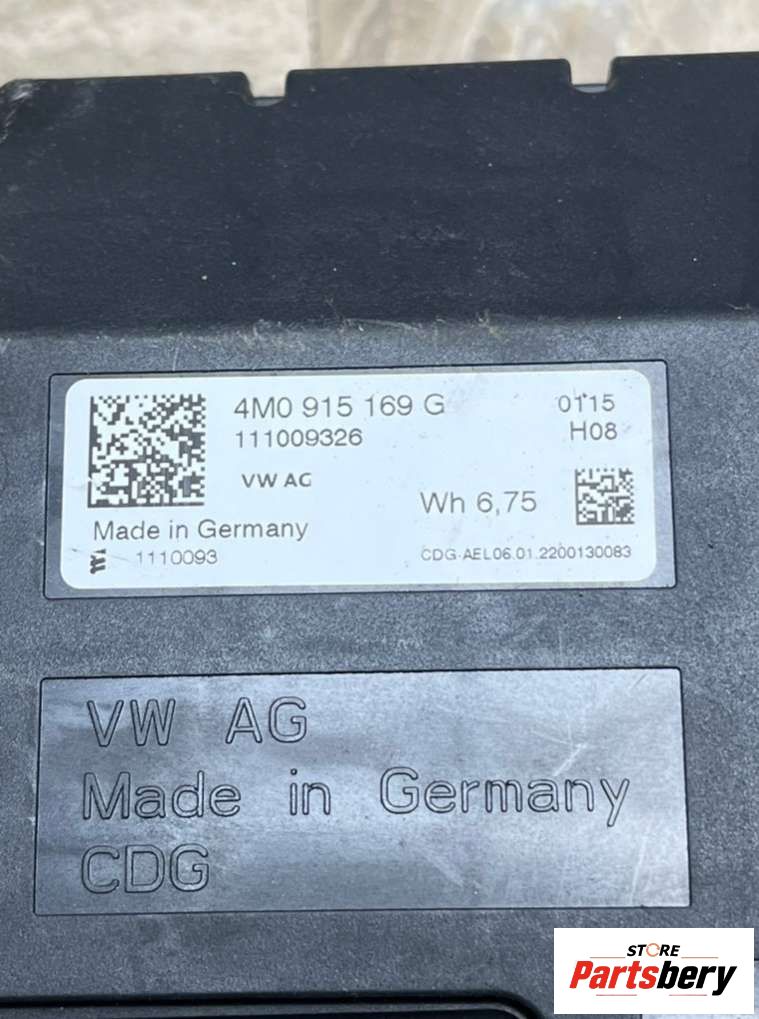 4M0 915 169 G 0115
111009326 H08
VW AG
Wh 6,75
Made in Germany
1110093 CDG-AEL06.01.2200130083
VW AG
Made in Germany
CDG
STORE
Partsbery